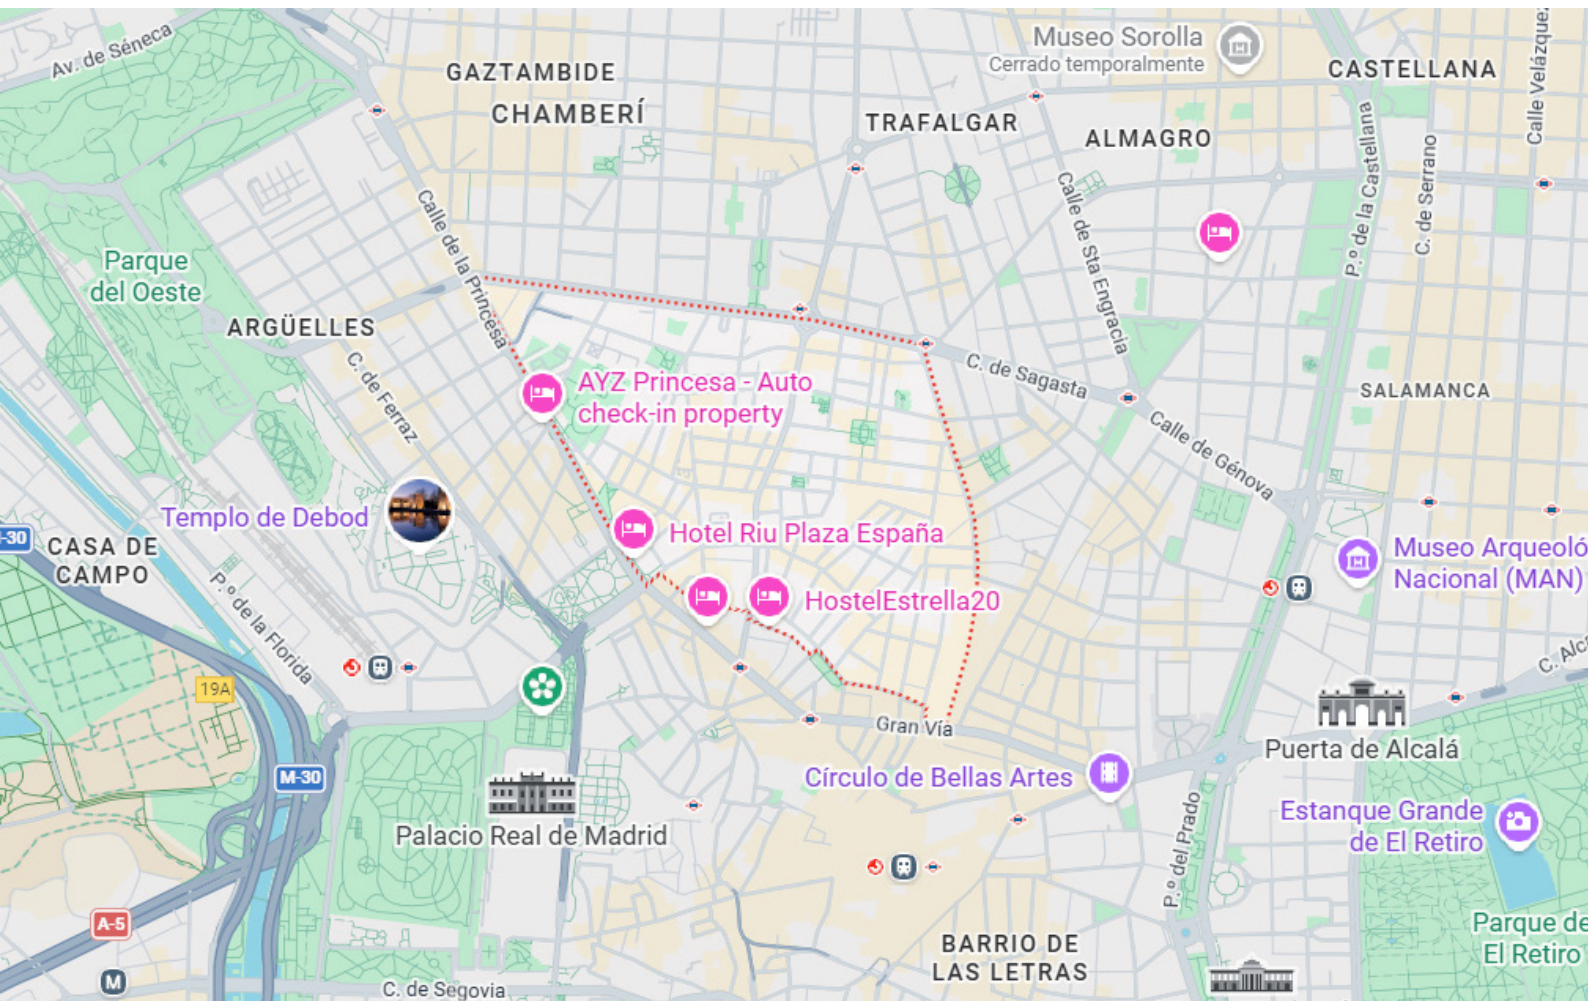 Av. de Séneca
GAZTAMBIDE
CHAMBERÍ
Museo Sorolla
Cerrado temporalmente
TRAFALGAR
ALMAGRO
CASTELLANA
Calle Velázquez
P.º de la Castellana
C. de Serrano
Calle de la Princesa
Calle de Sta Engracia
Parque
del Oeste
ARGÜELLES
C. de Ferraz
AYZ Princesa - Auto
check-in property
C. de Sagasta
SALAMANCA
Calle de Génova
Templo de Debod
-30
CASA DE
CAMPO
Hotel Riu Plaza España
Museo Arqueoló
Nacional (MAN)
P.º de la Florida
HostelEstrella20
C. Alc
19A
Gran Vía
Puerta de Alcalá
M-30
Círculo de Bellas Artes
Palacio Real de Madrid
Estanque Grande
de El Retiro
P.º del Prado
A-5
Parque de
El Retiro
BARRIO DE
LAS LETRAS
M
C. de Segovia